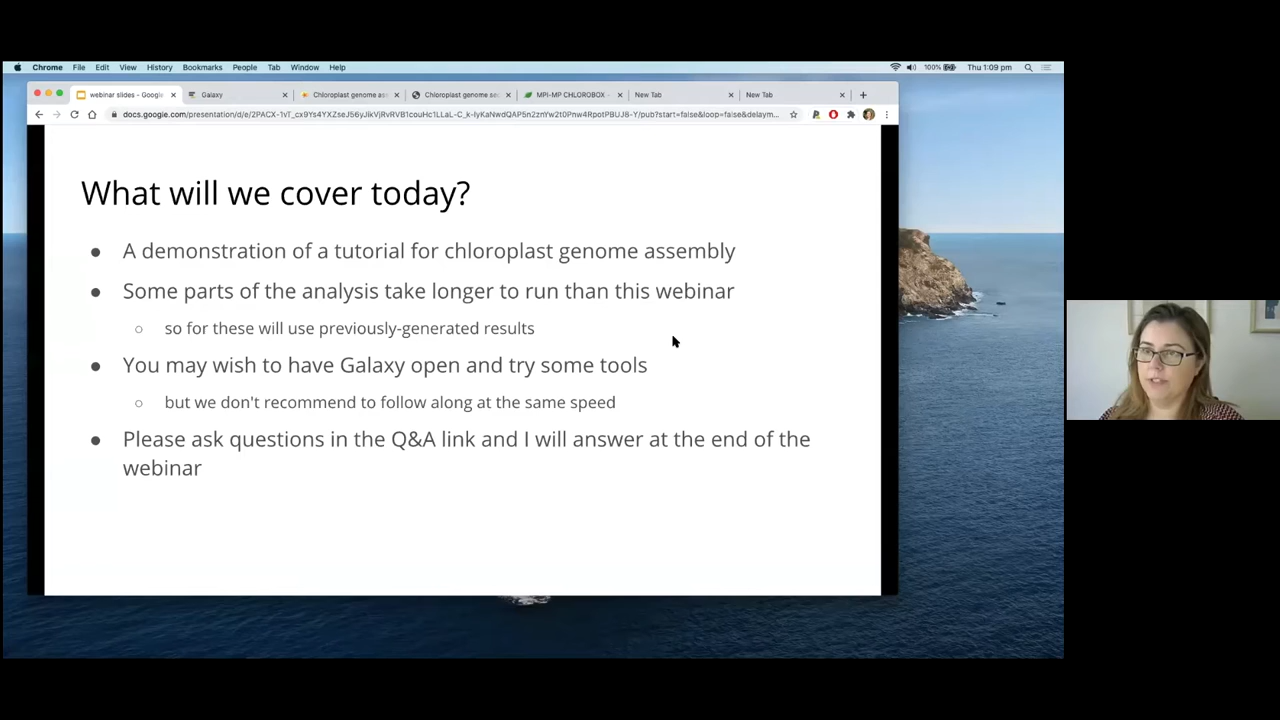 Chrome File Edit View History Bookmarks People Tab Window Help 100% Thu 1:09 pm
webinar slides - Google Galaxy Chloroplast genome as Chloroplast genome se MPI-MP CHLOROBOX - New Tab New Tab
What will we cover today?
● A demonstration of a tutorial for chloroplast genome assembly
● Some parts of the analysis take longer to run than this webinar
○ so for these will use previously-generated results
● You may wish to have Galaxy open and try some tools
○ but we don't recommend to follow along at the same speed
● Please ask questions in the Q&A link and I will answer at the end of the
webinar